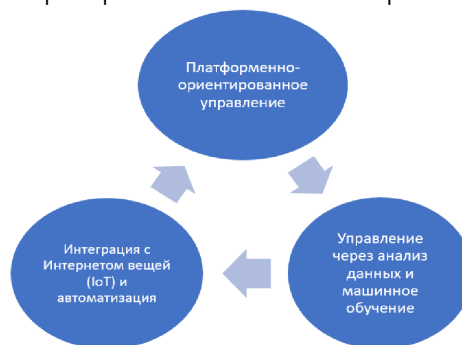 Платформенно-
ориентированное
управление
Управление
через анализ
данных и
машинное
обучение
Интеграция с
Интернетом вещей
(IoT) и
автоматизация